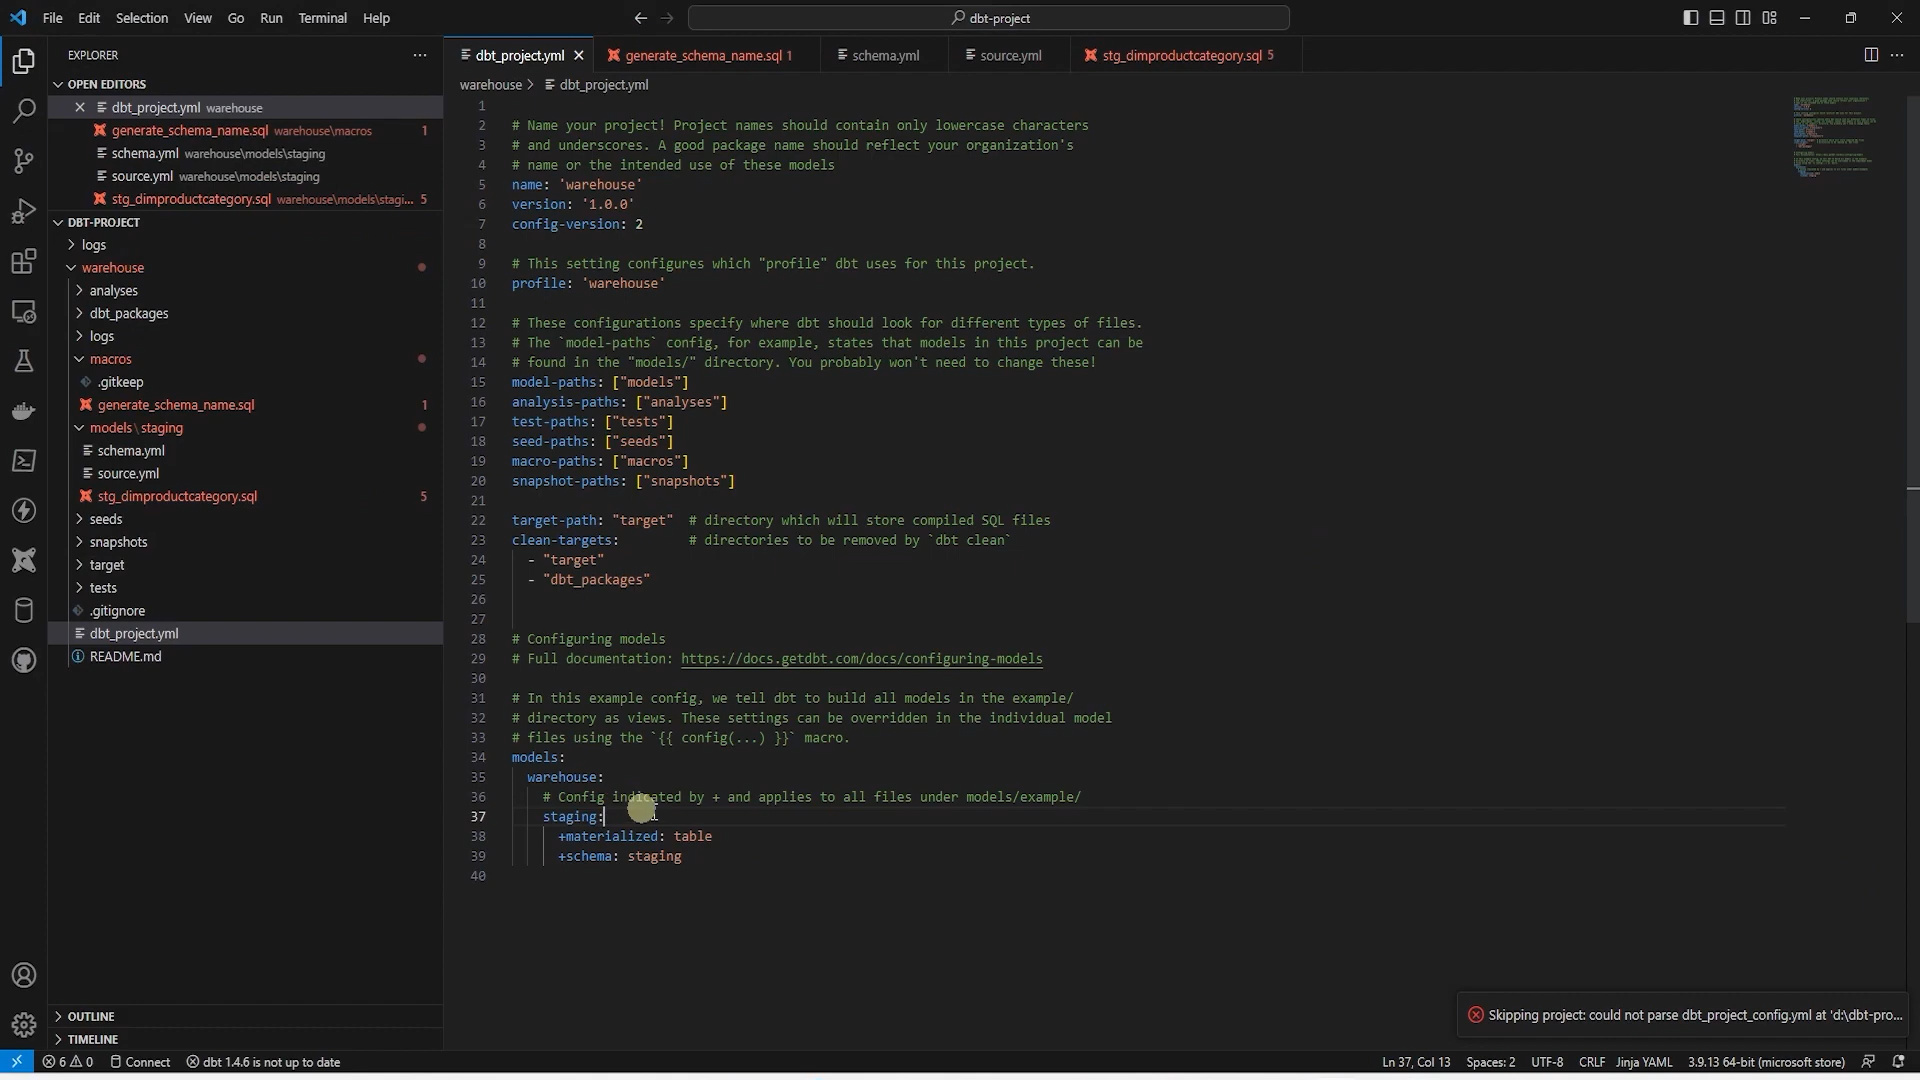 File Edit Selection View Go Run Terminal Help
dbt-project
EXPLORER
OPEN EDITORS
dbt_project.yml warehouse
generate_schema_name.sql warehouse\macros 1
schema.yml warehouse\models\staging
source.yml warehouse\models\staging
stg_dimproductcategory.sql warehouse\models\stagi... 5
DBT-PROJECT
logs
warehouse
analyses
dbt_packages
logs
macros
.gitkeep
generate_schema_name.sql 1
models\staging
schema.yml
source.yml
stg_dimproductcategory.sql 5
seeds
snapshots
target
tests
.gitignore
dbt_project.yml
README.md
OUTLINE
TIMELINE
dbt_project.yml generate_schema_name.sql 1 schema.yml source.yml stg_dimproductcategory.sql 5
warehouse > dbt_project.yml
1
2 # Name your project! Project names should contain only lowercase characters
3 # and underscores. A good package name should reflect your organization's
4 # name or the intended use of these models
5 name: 'warehouse'
6 version: '1.0.0'
7 config-version: 2
8
9 # This setting configures which "profile" dbt uses for this project.
10 profile: 'warehouse'
11
12 # These configurations specify where dbt should look for different types of files.
13 # The `model-paths` config, for example, states that models in this project can be
14 # found in the "models/" directory. You probably won't need to change these!
15 model-paths: ["models"]
16 analysis-paths: ["analyses"]
17 test-paths: ["tests"]
18 seed-paths: ["seeds"]
19 macro-paths: ["macros"]
20 snapshot-paths: ["snapshots"]
21
22 target-path: "target" # directory which will store compiled SQL files
23 clean-targets: # directories to be removed by `dbt clean`
24 - "target"
25 - "dbt_packages"
26
27
28 # Configuring models
29 # Full documentation: https://docs.getdbt.com/docs/configuring-models
30
31 # In this example config, we tell dbt to build all models in the example/
32 # directory as views. These settings can be overridden in the individual model
33 # files using the `{{ config(...) }}` macro.
34 models:
35 warehouse:
36 # Config indicated by + and applies to all files under models/example/
37 staging:
38 +materialized: table
39 +schema: staging
40
Skipping project: could not parse dbt_project_config.yml at 'd:\dbt-pro...
6 0 Connect dbt 1.4.6 is not up to date
Ln 37, Col 13 Spaces: 2 UTF-8 CRLF Jinja YAML 3.9.13 64-bit (microsoft store)